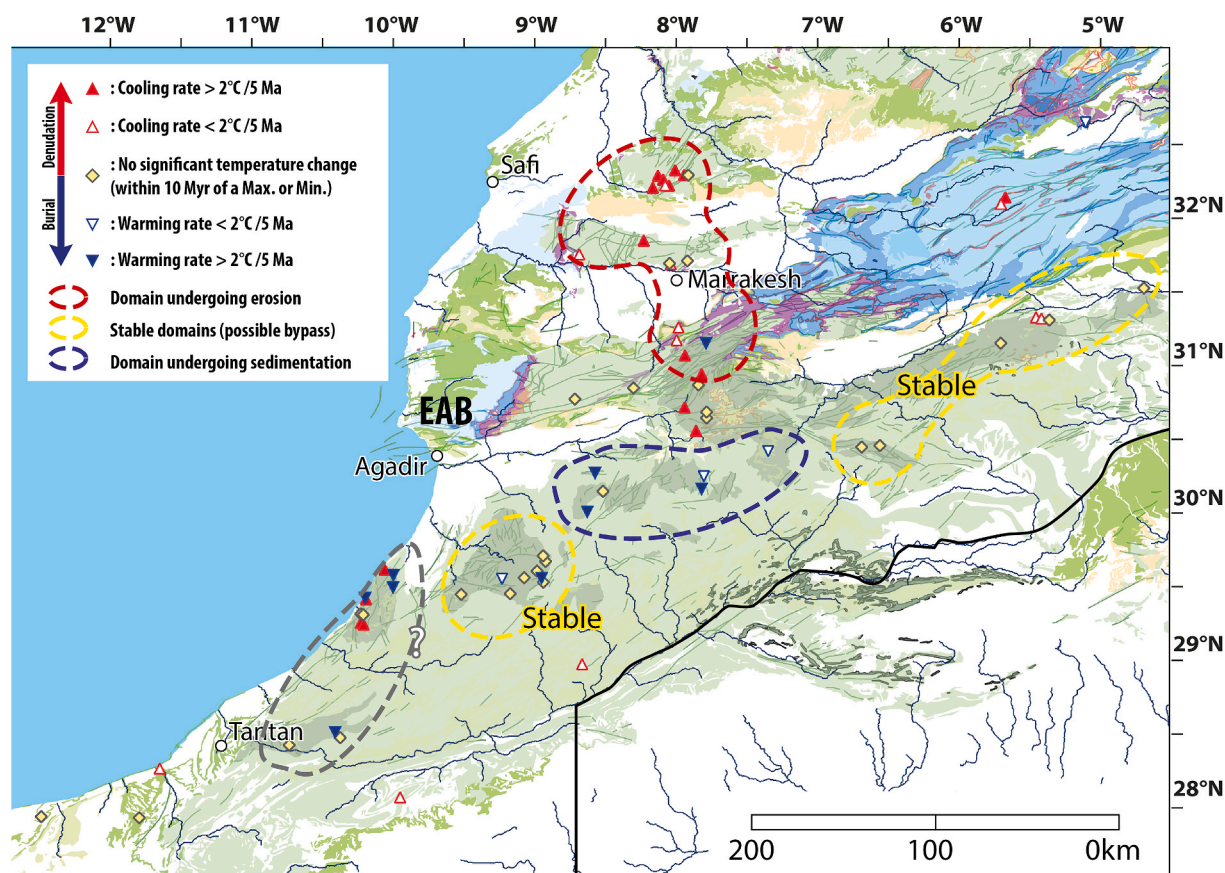 12°W 11°W 10°W 9°W 8°W 7°W 6°W 5°W
Denudation
Burial
: Cooling rate > 2°C /5 Ma
: Cooling rate < 2°C /5 Ma
: No significant temperature change
(within 10 Myr of a Max. or Min.)
: Warming rate < 2°C /5 Ma
: Warming rate > 2°C /5 Ma
Domain undergoing erosion
Stable domains (possible bypass)
Domain undergoing sedimentation
Safi
32°N
Marrakesh
31°N
Stable
EAB
Agadir
30°N
Stable
?
29°N
Tantan
28°N
200 100 0km